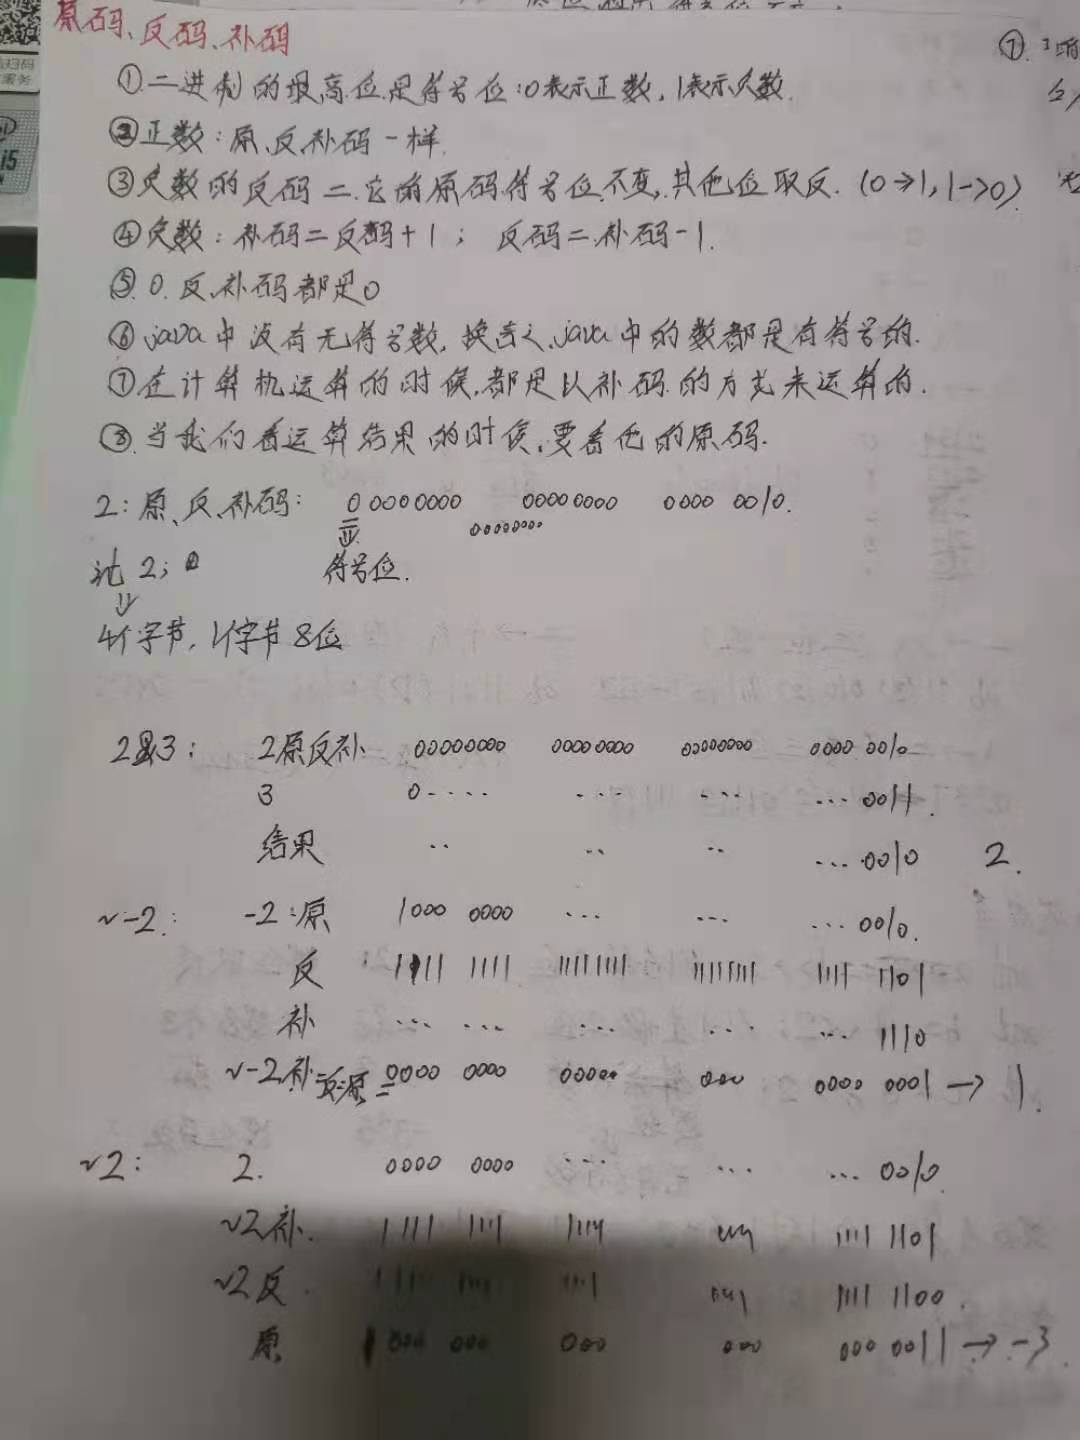 原码、反码、补码
①二进制的最高位是符号位:0表示正数,1表示负数.
②正数:原、反、补码一样.
③负数的反码=它的原码符号位不变,其他位取反.(0→1,1->0).
④负数:补码=反码+1; 反码=补码-1.
⑤0.反、补码都是0
⑥java中没有无符号数,换言之,java中的数都是有符号的.
⑦在计算机运算的时候,都是以补码的方式来运算的.
⑧当我们看运算结果的时候,要看他的原码.
2:原、反、补码: 0 0000000 00000000 0000 0010.
00000000
2;
符号位.
4个字节,1个字节8位
2&3: 2原反补. 00000000 00000000 00000000 0000 0010
3 0.... ... ... ...0011.
结果 .. .. .. ...0010 2.
~-2: -2:原 1000 0000 ... ... ...0010.
反 1111 1111 11111111 11111111 1111 1101
补 ... ... ... ... ... 1110
~-2补=反=原= 0000 0000 00000 000 0000 0001 → 1.
~2: 2. 0000 0000 ... ... ... 0010.
~2补. 1111 1111 1111 1111 1101
~2反. 1111 1111 1111 1111 1100.
原 1000 000 000 000 000 0011 → -3.